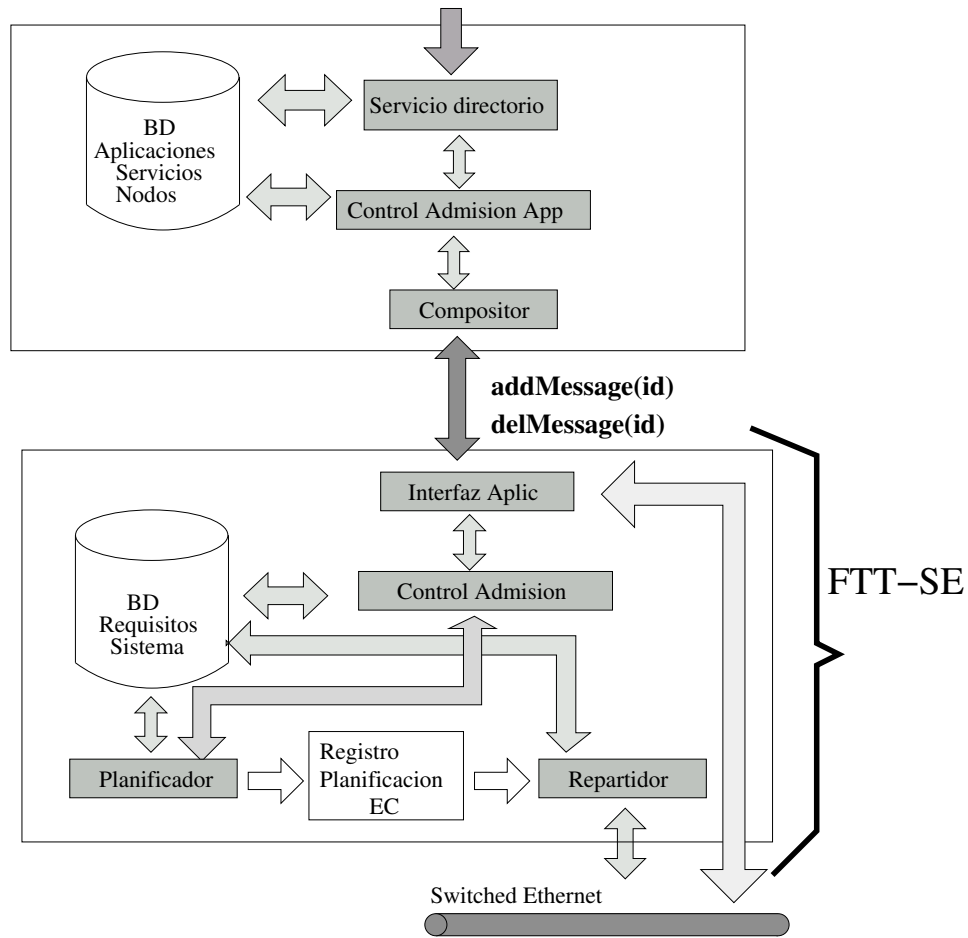 Servicio directorio
BD
Aplicaciones
Servicios
Nodos
Control Admision App
Compositor
addMessage(id)
delMessage(id)
Interfaz Aplic
Control Admision
BD
Requisitos
Sistema
FTT−SE
Planificador
Registro
Planificacion
EC
Repartidor
Switched Ethernet